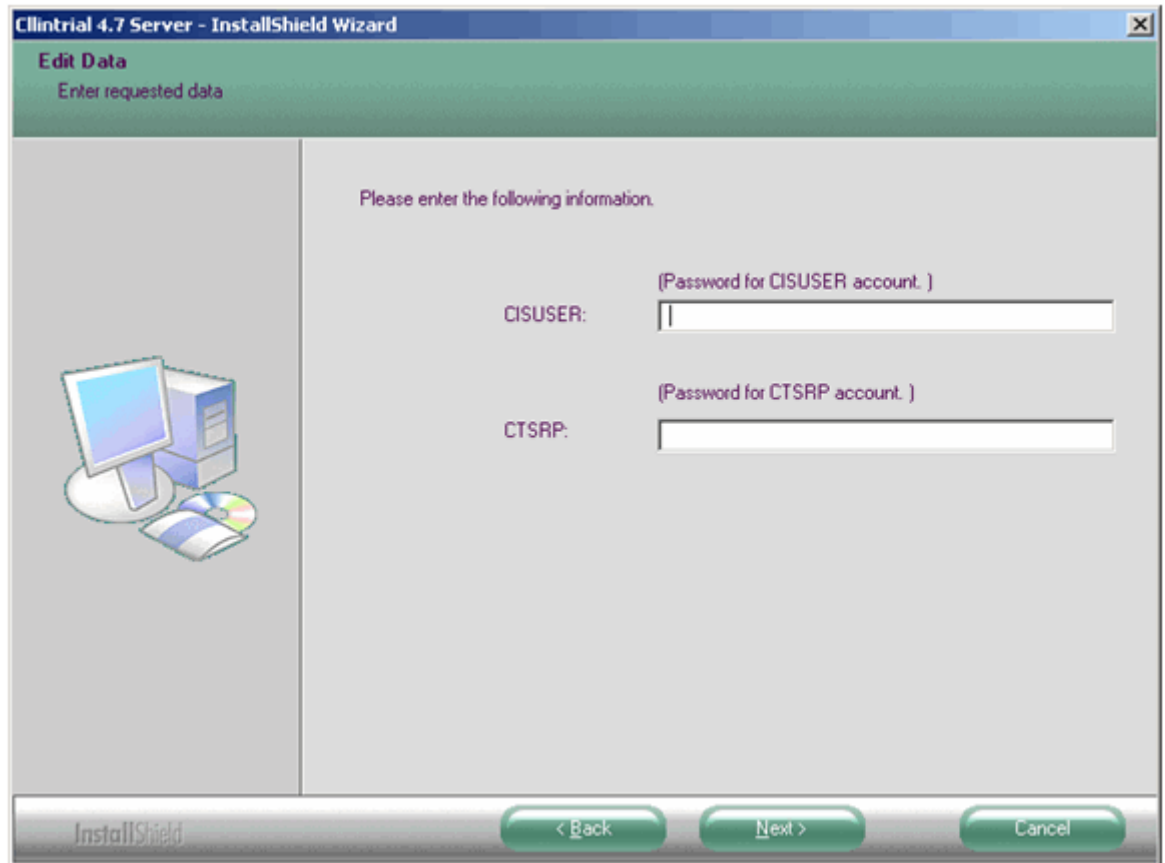 Cllintrial 4.7 Server - InstallShield Wizard
Edit Data
Enter requested data
Please enter the following information.
(Password for CISUSER account. )
CISUSER:
(Password for CTSRP account. )
CTSRP:
InstallShield
< Back
Next >
Cancel